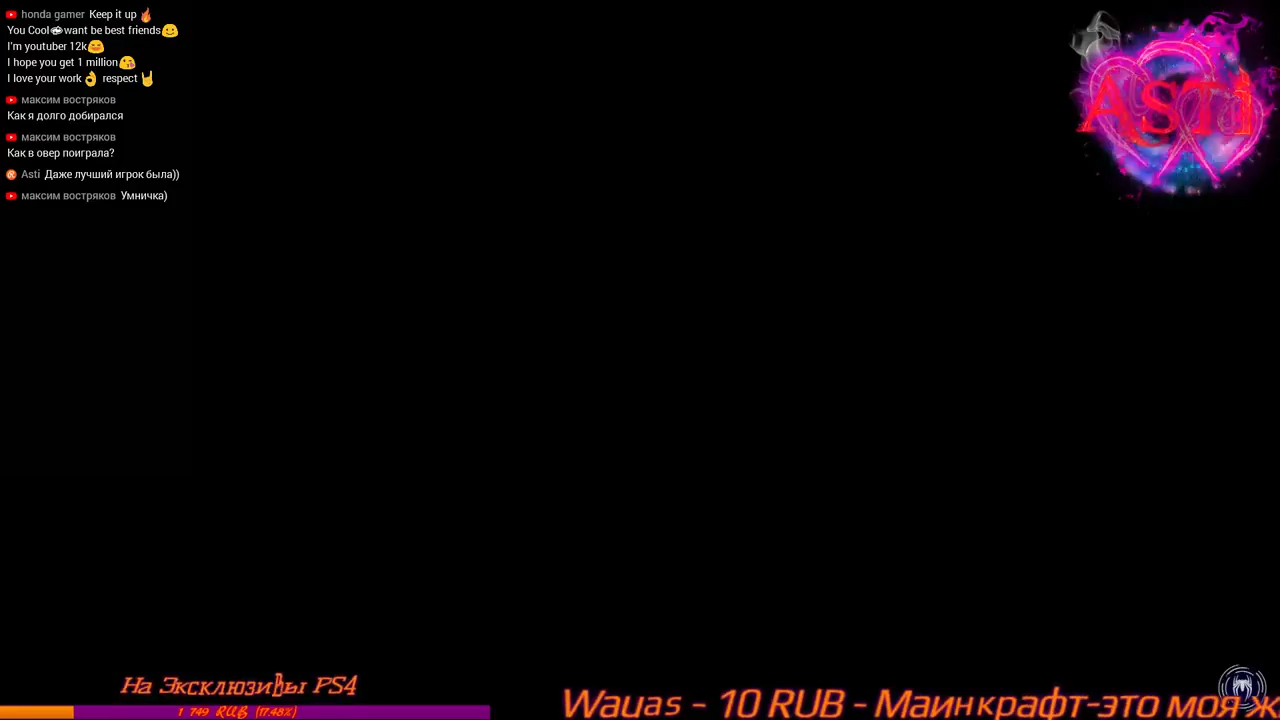 honda gamer Keep it up 🔥
You Cool want be best friends😊
I'm youtuber 12k😄
I hope you get 1 million😘
I love your work👌 respect 🤘
максим востряков
Как я долго добирался
максим востряков
Как в овер поиграла?
Asti Даже лучший игрок была))
максим востряков Умничка)
Asti
На Эксклюзивы PS4
1 749 RUB (17.48%)
Wauas - 10 RUB - Маинкрафт-это моя ж